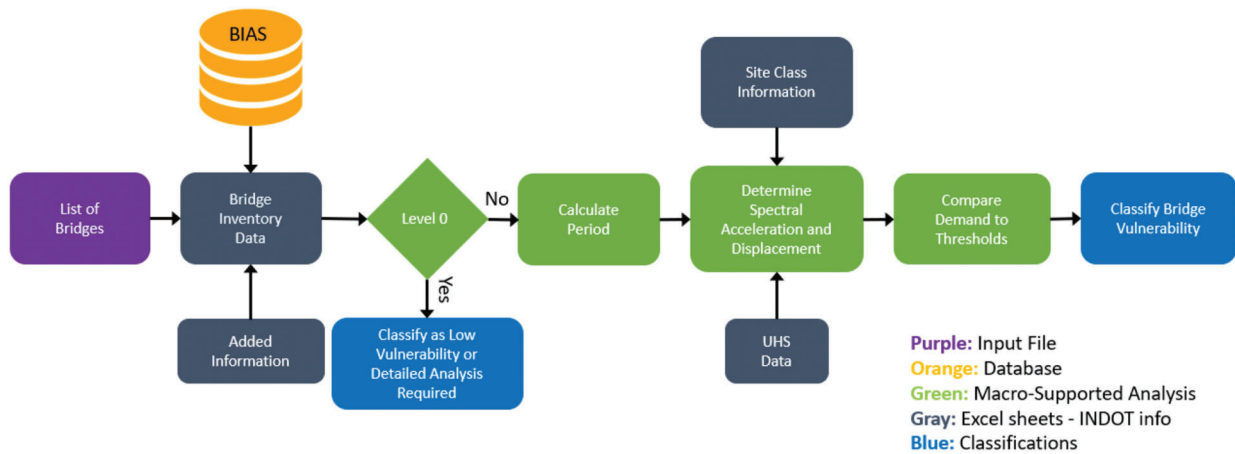 BIAS
List of
Bridges
Bridge
Inventory
Data
Added
Information
Level 0
No
Yes
Classify as Low
Vulnerability or
Detailed Analysis
Required
Calculate
Period
Site Class
Information
Determine
Spectral
Acceleration and
Displacement
UHS
Data
Compare
Demand to
Thresholds
Classify Bridge
Vulnerability
Purple: Input File
Orange: Database
Green: Macro-Supported Analysis
Gray: Excel sheets - INDOT info
Blue: Classifications